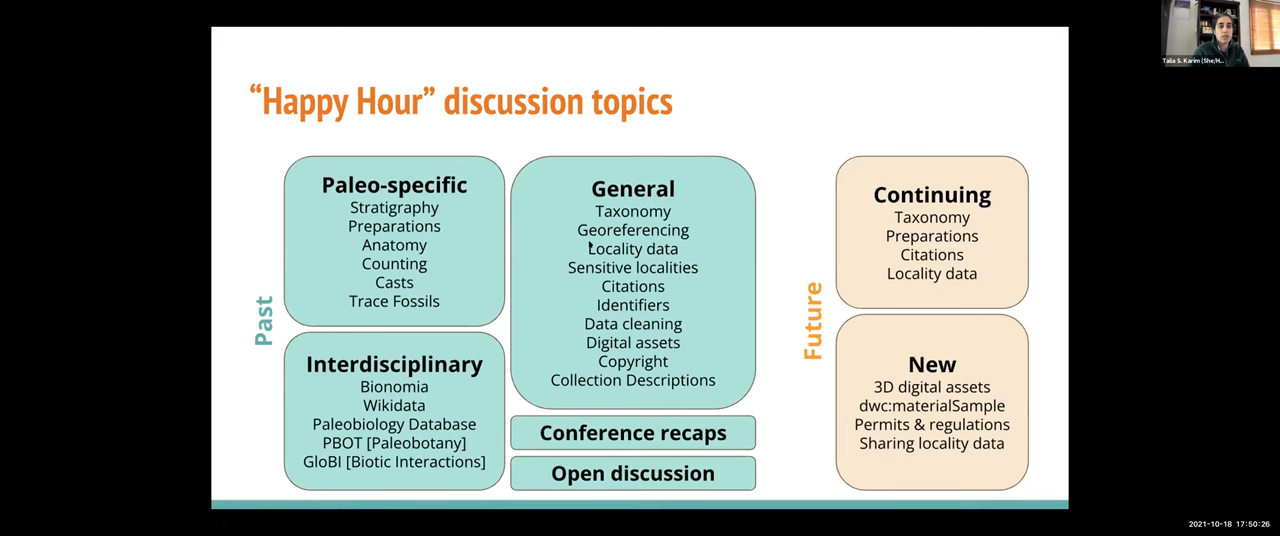 “Happy Hour” discussion topics
Past
Paleo-specific
Stratigraphy
Preparations
Anatomy
Counting
Casts
Trace Fossils
Interdisciplinary
Bionomia
Wikidata
Paleobiology Database
PBOT [Paleobotany]
GloBI [Biotic Interactions]
General
Taxonomy
Georeferencing
Locality data
Sensitive localities
Citations
Identifiers
Data cleaning
Digital assets
Copyright
Collection Descriptions
Conference recaps
Open discussion
Future
Continuing
Taxonomy
Preparations
Citations
Locality data
New
3D digital assets
dwc:materialSample
Permits & regulations
Sharing locality data
Talia S. Karim (She/H...
2021-10-18 17:50:26